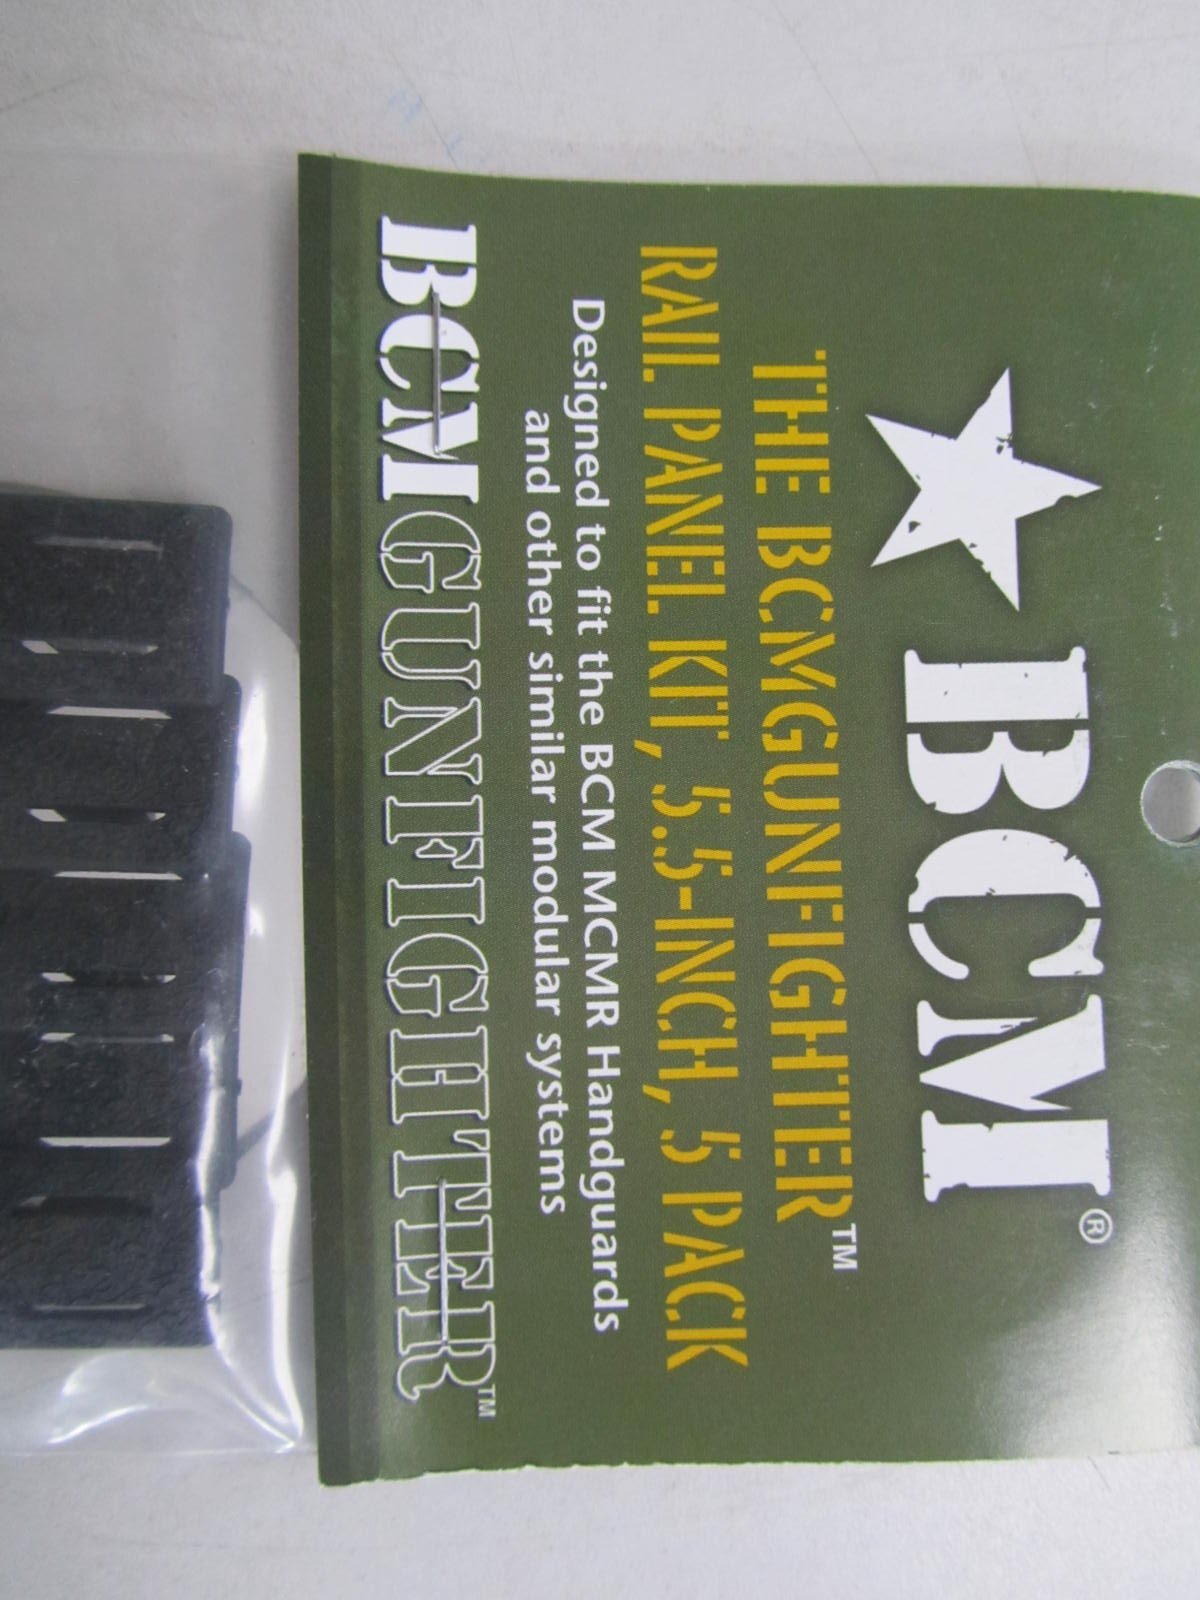 BCM®
THE BCMGUNFIGHTER™
RAIL PANEL KIT, 5.5-INCH, 5 PACK
Designed to fit the BCM MCMR Handguards
and other similar modular systems
BCMGUNFIGHTER™